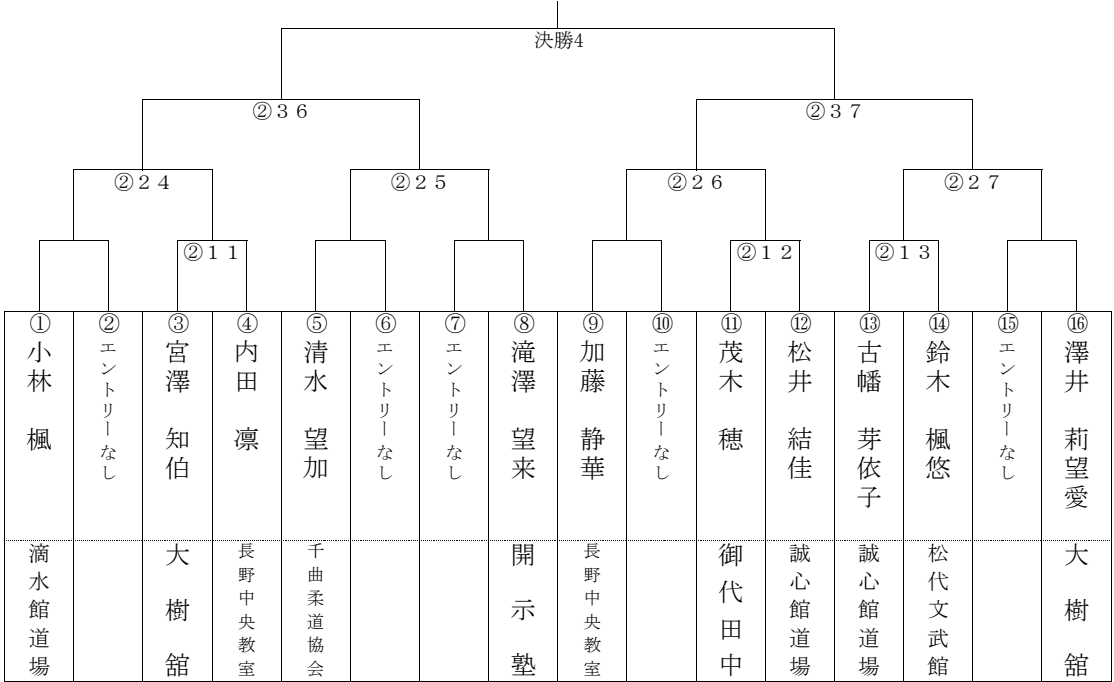 決勝4
②３６
②３７
②２４
②２５
②２６
②２７
②１１
②１２
②１３
①
小林 楓
滴水館道場
②
エントリーなし
③
宮澤 知伯
大樹舘
④
内田 凛
長野中央教室
⑤
清水 望加
千曲柔道協会
⑥
エントリーなし
⑦
エントリーなし
⑧
滝澤 望来
開示塾
⑨
加藤 静華
長野中央教室
⑩
エントリーなし
⑪
茂木 穂
御代田中
⑫
松井 結佳
誠心館道場
⑬
古幡 芽依子
誠心館道場
⑭
鈴木 楓悠
松代文武館
⑮
エントリーなし
⑯
澤井 莉望愛
大樹舘